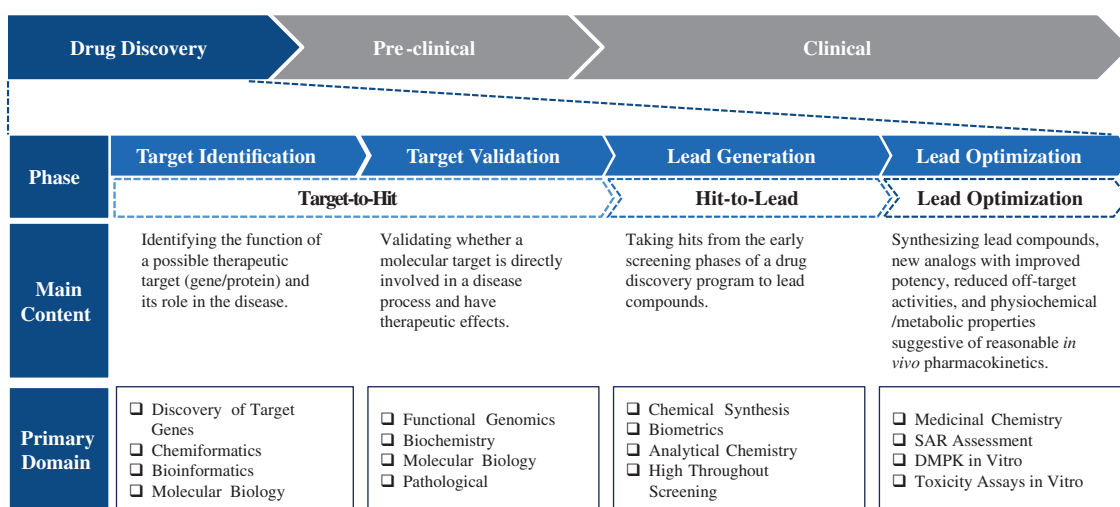 Drug Discovery
Pre-clinical
Clinical
Phase
Target Identification
Target Validation
Lead Generation
Lead Optimization
Target-to-Hit
Hit-to-Lead
Lead Optimization
Main
Content
Identifying the function of
a possible therapeutic
target (gene/protein) and
its role in the disease.
Validating whether a
molecular target is directly
involved in a disease
process and have
therapeutic effects.
Taking hits from the early
screening phases of a drug
discovery program to lead
compounds.
Synthesizing lead compounds,
new analogs with improved
potency, reduced off-target
activities, and physiochemical
/metabolic properties
suggestive of reasonable in
vivo pharmacokinetics.
Primary
Domain
❑ Discovery of Target
Genes
❑ Chemiformatics
❑ Bioinformatics
❑ Molecular Biology
❑ Functional Genomics
❑ Biochemistry
❑ Molecular Biology
❑ Pathological
❑ Chemical Synthesis
❑ Biometrics
❑ Analytical Chemistry
❑ High Throughout
Screening
❑ Medicinal Chemistry
❑ SAR Assessment
❑ DMPK in Vitro
❑ Toxicity Assays in Vitro